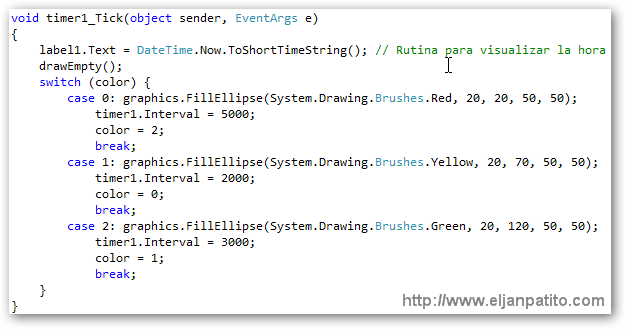 void timer1_Tick(object sender, EventArgs e)
{
    label1.Text = DateTime.Now.ToShortTimeString(); // Rutina para visualizar la hora
    drawEmpty();
    switch (color) {
        case 0: graphics.FillEllipse(System.Drawing.Brushes.Red, 20, 20, 50, 50);
            timer1.Interval = 5000;
            color = 2;
            break;
        case 1: graphics.FillEllipse(System.Drawing.Brushes.Yellow, 20, 70, 50, 50);
            timer1.Interval = 2000;
            color = 0;
            break;
        case 2: graphics.FillEllipse(System.Drawing.Brushes.Green, 20, 120, 50, 50);
            timer1.Interval = 3000;
            color = 1;
            break;
    }
}
http://www.eljanpatito.com